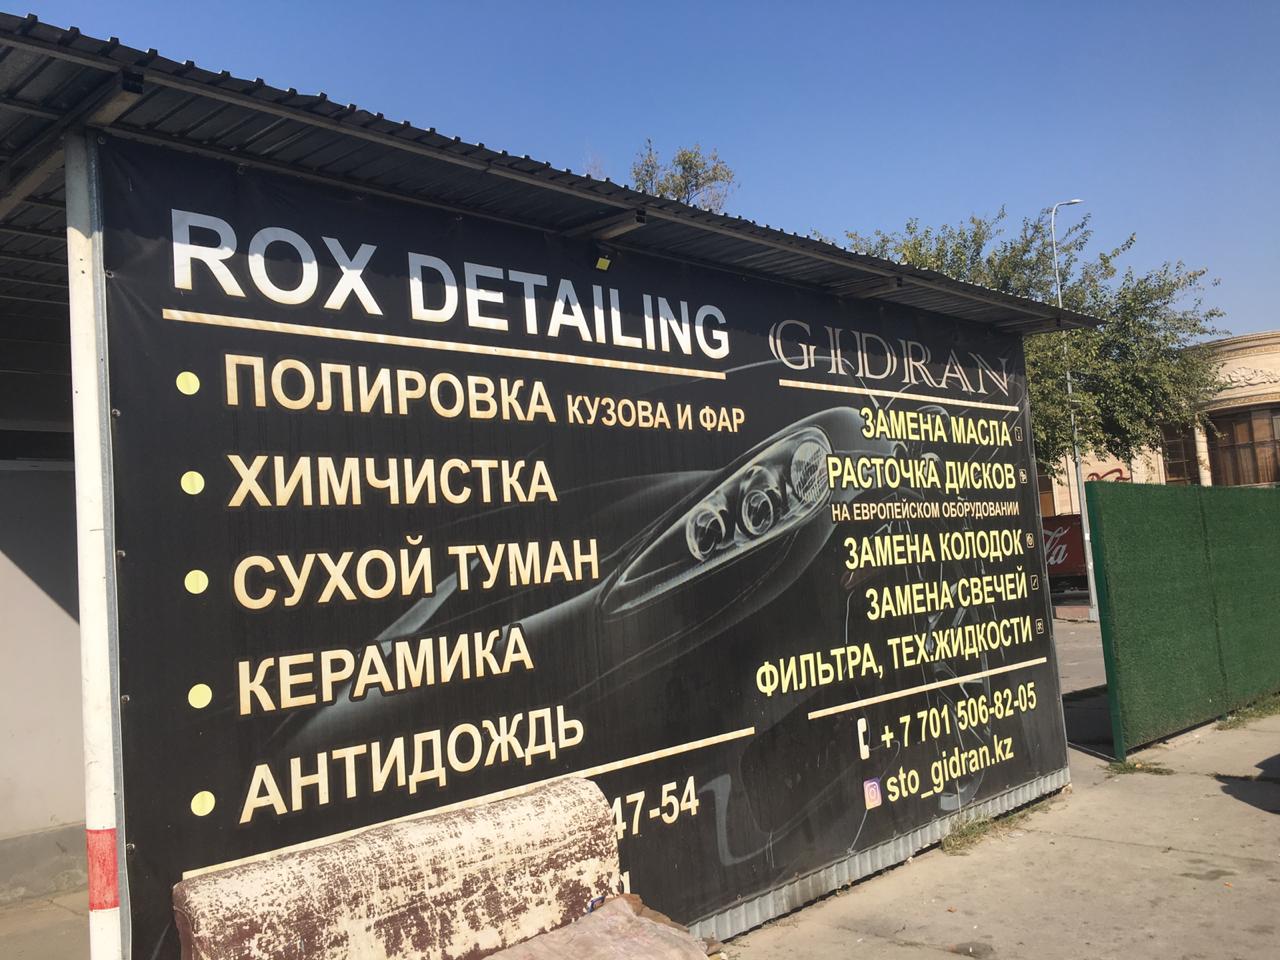 ROX DETAILING
ПОЛИРОВКА КУЗОВА И ФАР
ХИМЧИСТКА
СУХОЙ ТУМАН
КЕРАМИКА
АНТИДОЖДЬ
47-54
GIDRAN
ЗАМЕНА МАСЛА
РАСТОЧКА ДИСКОВ
НА ЕВРОПЕЙСКОМ ОБОРУДОВАНИИ
ЗАМЕНА КОЛОДОК
ЗАМЕНА СВЕЧЕЙ
ФИЛЬТРА, ТЕХ.ЖИДКОСТИ
+ 7 701 506-82-05
sto_gidran.kz